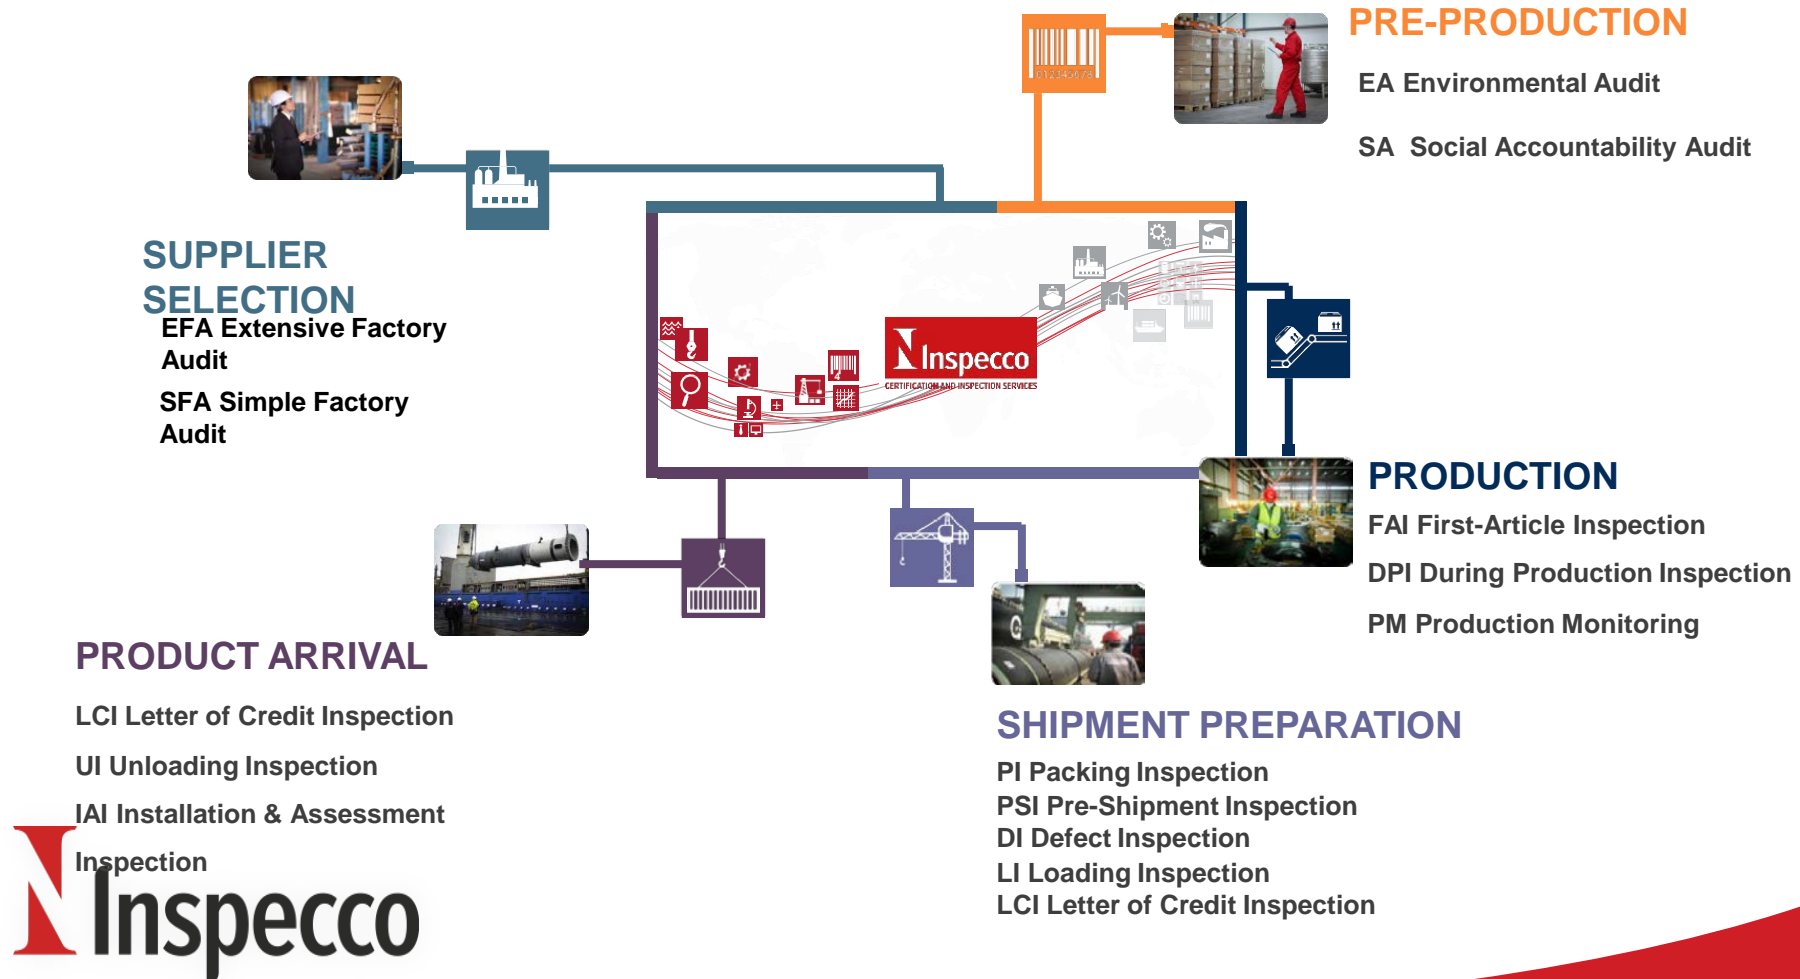 PRE-PRODUCTION
EA Environmental Audit
SA Social Accountability Audit
012345678
SUPPLIER
SELECTION
EFA Extensive Factory
Audit
SFA Simple Factory
Audit
4
Inspecco
CERTIFICATION AND INSPECTION SERVICES
PRODUCTION
FAI First-Article Inspection
DPI During Production Inspection
PM Production Monitoring
PRODUCT ARRIVAL
LCI Letter of Credit Inspection
UI Unloading Inspection
IAI Installation & Assessment
Inspection
SHIPMENT PREPARATION
PI Packing Inspection
PSI Pre-Shipment Inspection
DI Defect Inspection
LI Loading Inspection
LCI Letter of Credit Inspection
Inspecco